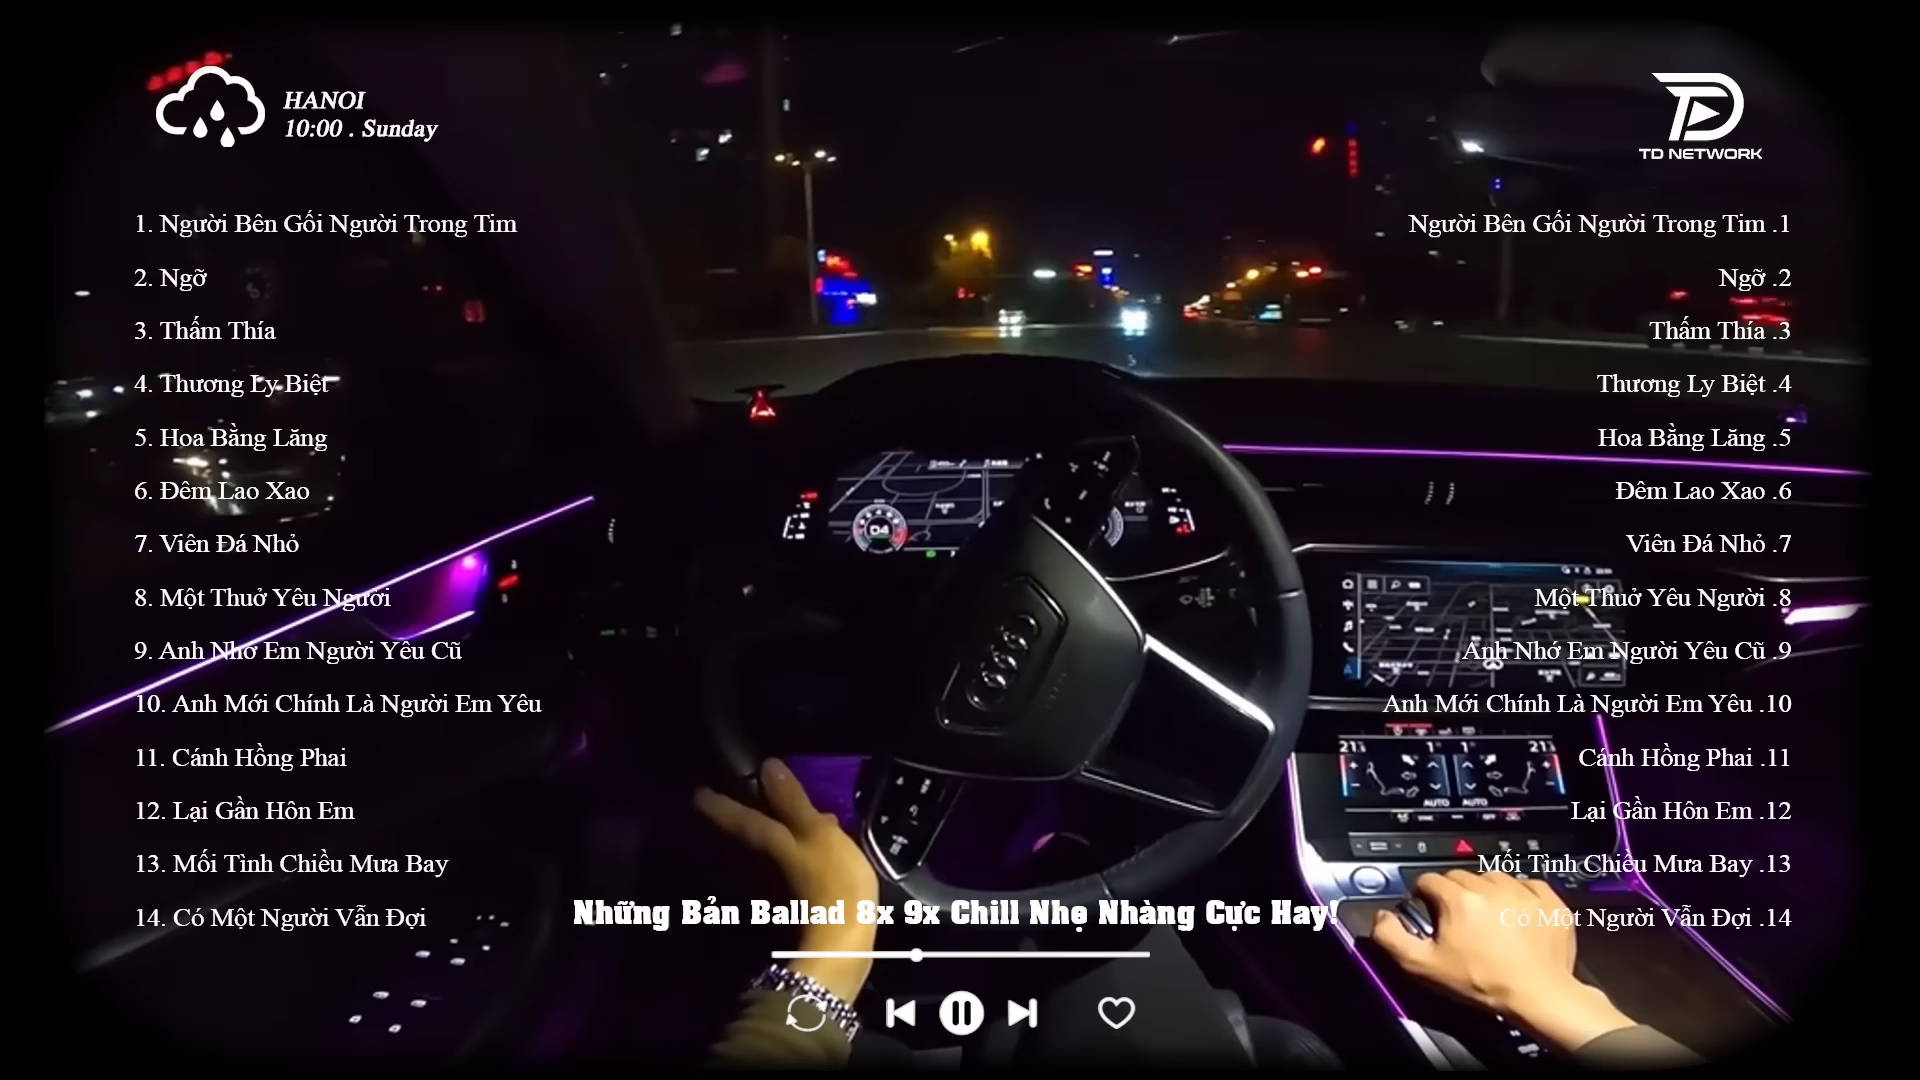 HANOI
10:00 . Sunday
TD NETWORK
1. Người Bên Gối Người Trong Tim
2. Ngỡ
3. Thấm Thía
4. Thương Ly Biệt
5. Hoa Bằng Lăng
6. Đêm Lao Xao
7. Viên Đá Nhỏ
8. Một Thuở Yêu Người
9. Anh Nhớ Em Người Yêu Cũ
10. Anh Mới Chính Là Người Em Yêu
11. Cánh Hồng Phai
12. Lại Gần Hôn Em
13. Mối Tình Chiều Mưa Bay
14. Có Một Người Vẫn Đợi
Người Bên Gối Người Trong Tim .1
Ngỡ .2
Thấm Thía .3
Thương Ly Biệt .4
Hoa Bằng Lăng .5
Đêm Lao Xao .6
Viên Đá Nhỏ .7
Một Thuở Yêu Người .8
Anh Nhớ Em Người Yêu Cũ .9
Anh Mới Chính Là Người Em Yêu .10
Cánh Hồng Phai .11
Lại Gần Hôn Em .12
Mối Tình Chiều Mưa Bay .13
Có Một Người Vẫn Đợi .14
D4
AUTO AUTO
Những Bản Ballad 8x 9x Chill Nhẹ Nhàng Cực Hay!